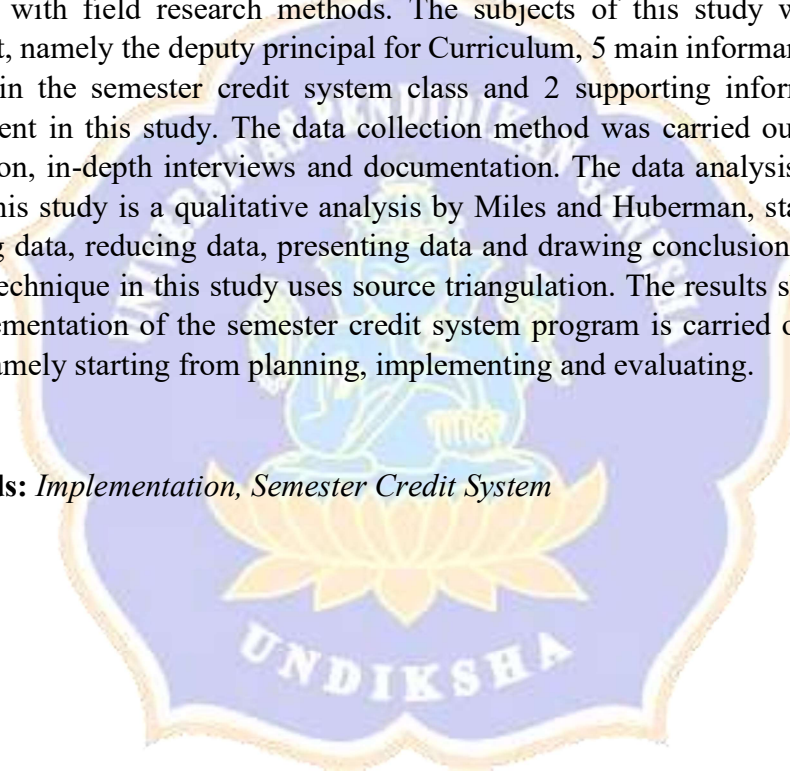 with field research methods. The subjects of this study w
t, namely the deputy principal for Curriculum, 5 main informa
in the semester credit system class and 2 supporting infor
ent in this study. The data collection method was carried ou
on, in-depth interviews and documentation. The data analysis
his study is a qualitative analysis by Miles and Huberman, sta
g data, reducing data, presenting data and drawing conclusion
echnique in this study uses source triangulation. The results s
ementation of the semester credit system program is carried o
amely starting from planning, implementing and evaluating.
ds: Implementation, Semester Credit System
UNIVERSITAS PENDIDIKAN GANESHA
UNDIKSHA